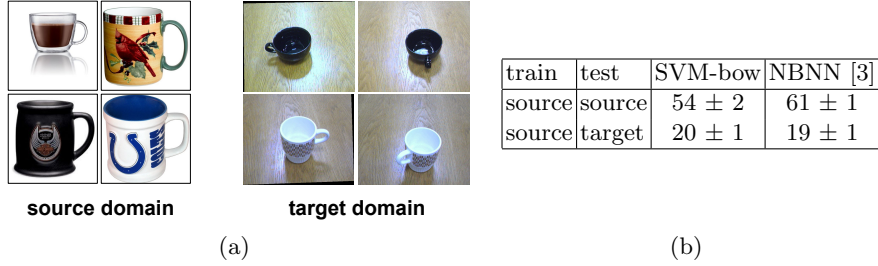 source domain
target domain
(a)
train test SVM-bow NBNN [3]
source source 54 ± 2 61 ± 1
source target 20 ± 1 19 ± 1
(b)